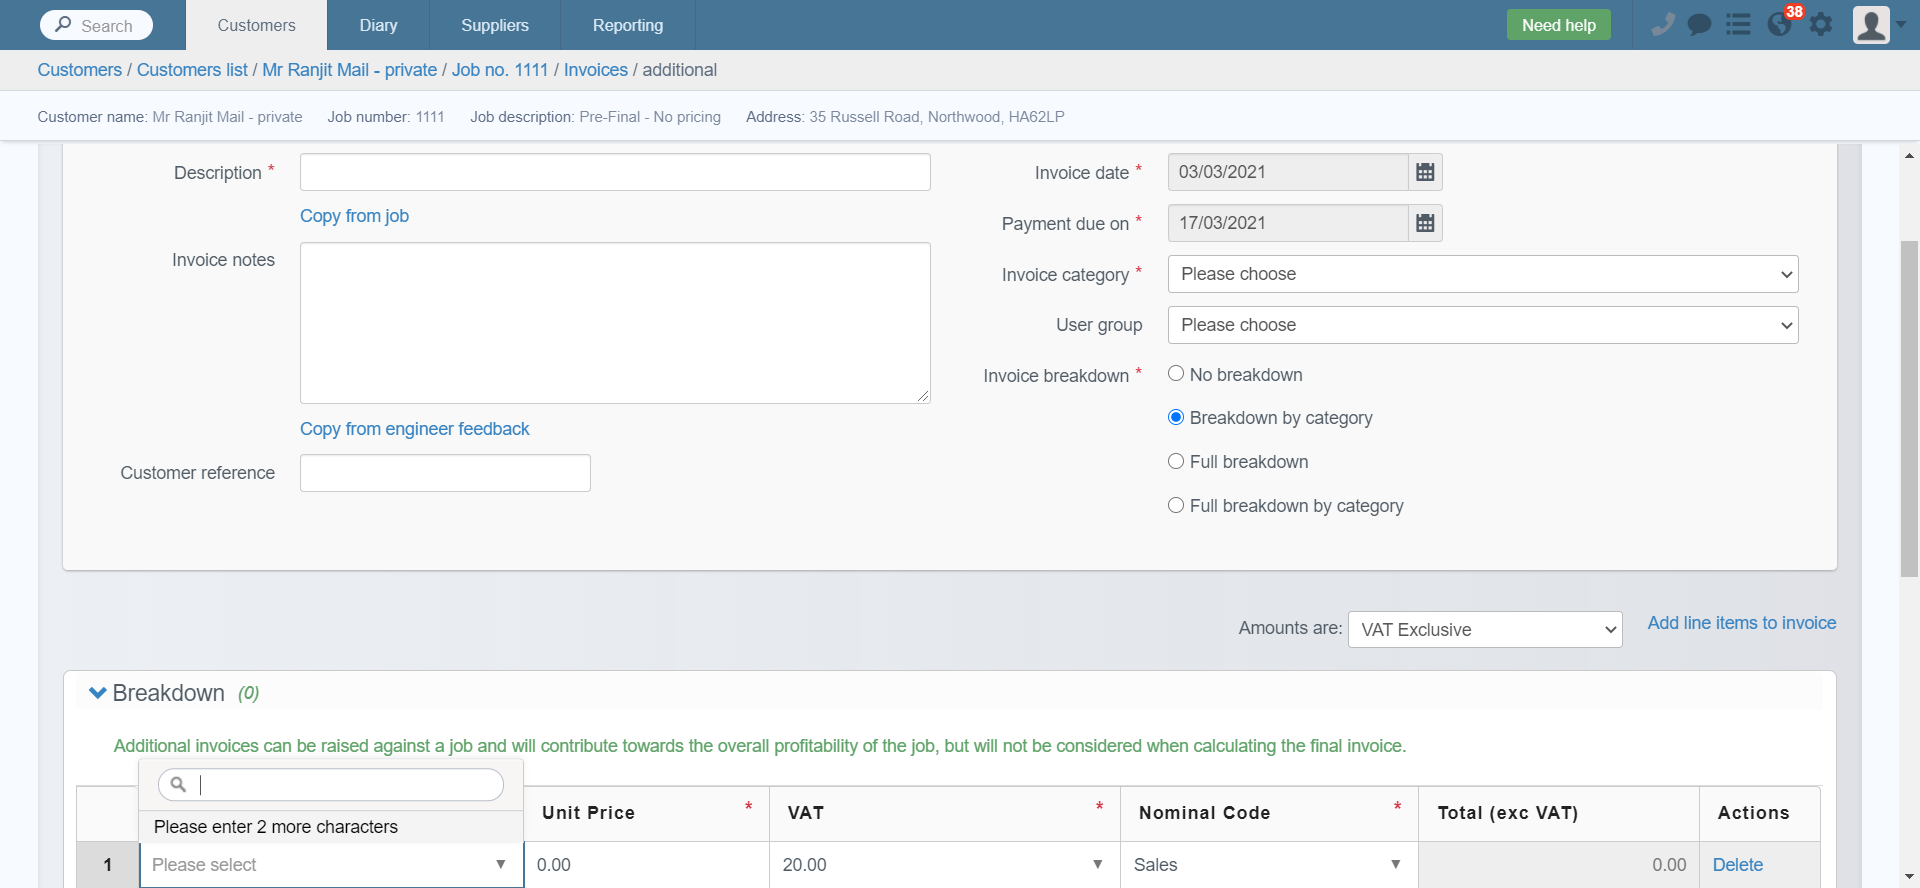 Search
Customers
Diary
Suppliers
Reporting
Need help
38
Customers / Customers list / Mr Ranjit Mail - private / Job no. 1111 / Invoices / additional
Customer name: Mr Ranjit Mail - private Job number: 1111 Job description: Pre-Final - No pricing Address: 35 Russell Road, Northwood, HA62LP
Description *
Copy from job
Invoice notes
Copy from engineer feedback
Customer reference
Invoice date * 03/03/2021
Payment due on * 17/03/2021
Invoice category * Please choose
User group Please choose
Invoice breakdown * No breakdown
Breakdown by category
Full breakdown
Full breakdown by category
Amounts are: VAT Exclusive
Add line items to invoice
Breakdown (0)
Additional invoices can be raised against a job and will contribute towards the overall profitability of the job, but will not be considered when calculating the final invoice.
Please enter 2 more characters
Unit Price * VAT * Nominal Code * Total (exc VAT) Actions
1 Please select 0.00 20.00 Sales 0.00 Delete